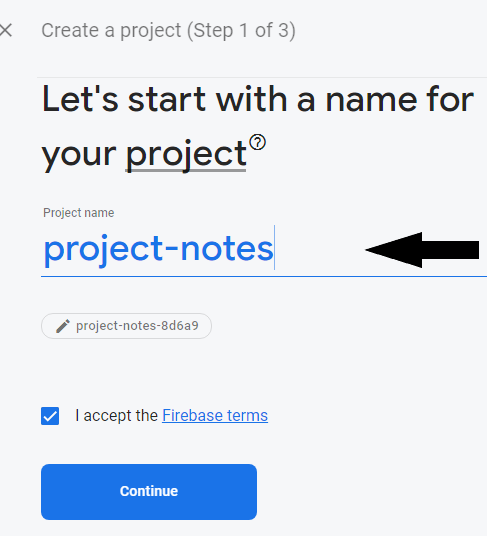 Create a project (Step 1 of 3)
Let's start with a name for
your project
Project name
project-notes
project-notes-8d6a9
I accept the Firebase terms
Continue